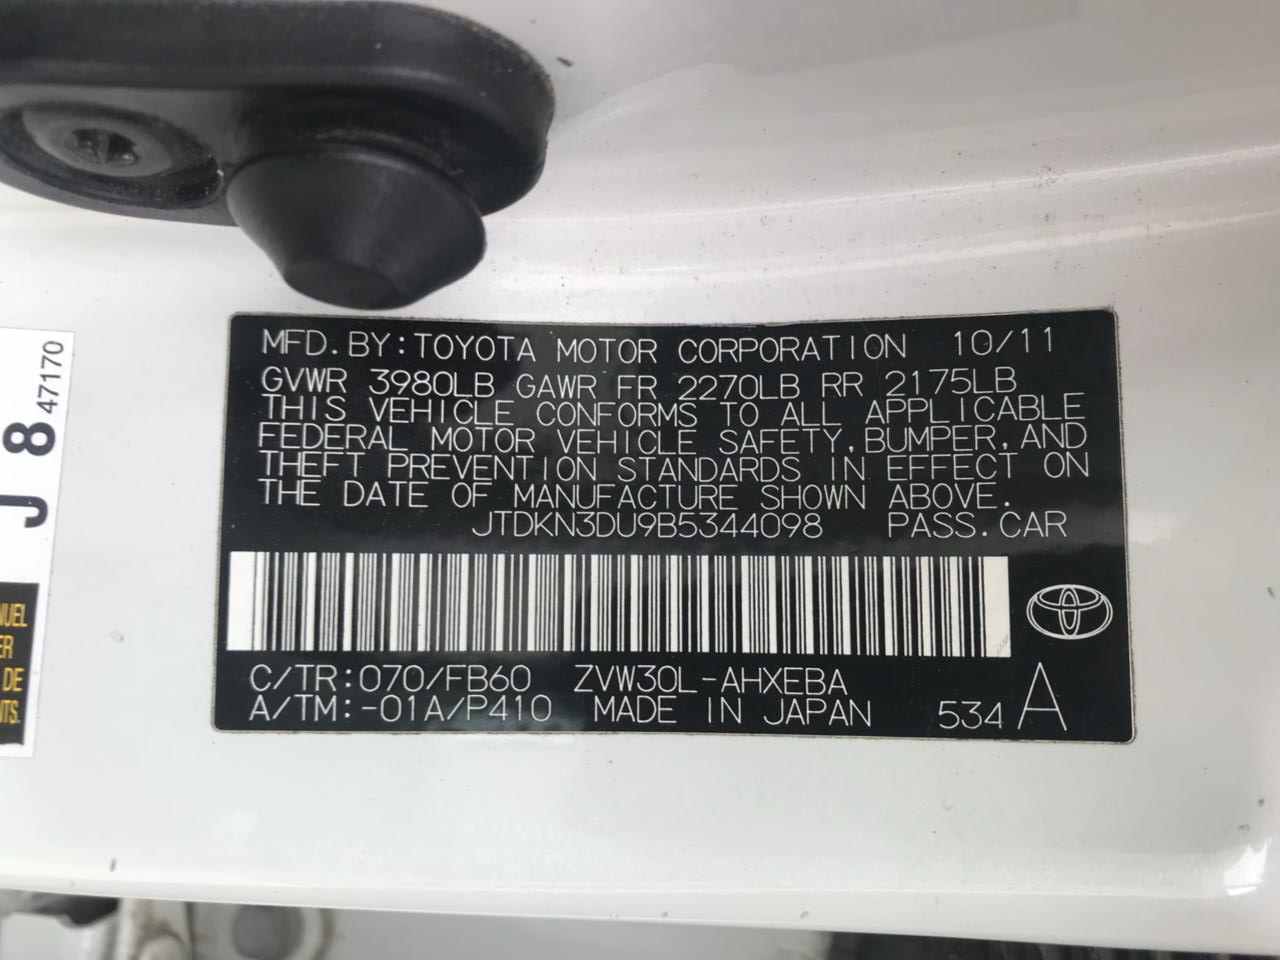 MFD. BY: TOYOTA MOTOR CORPORATION 10/11
GVWR 3980LB GAWR FR 2270LB RR 2175LB
THIS VEHICLE CONFORMS TO ALL APPLICABLE
FEDERAL MOTOR VEHICLE SAFETY, BUMPER, AND
THEFT PREVENTION STANDARDS IN EFFECT ON
THE DATE OF MANUFACTURE SHOWN ABOVE.
JTDKN3DU9B5344098 PASS. CAR
C/TR: 070/FB60 ZVW30L-AHXEBA
A/TM: -01A/P410 MADE IN JAPAN 534 A
J 8 47170
DE